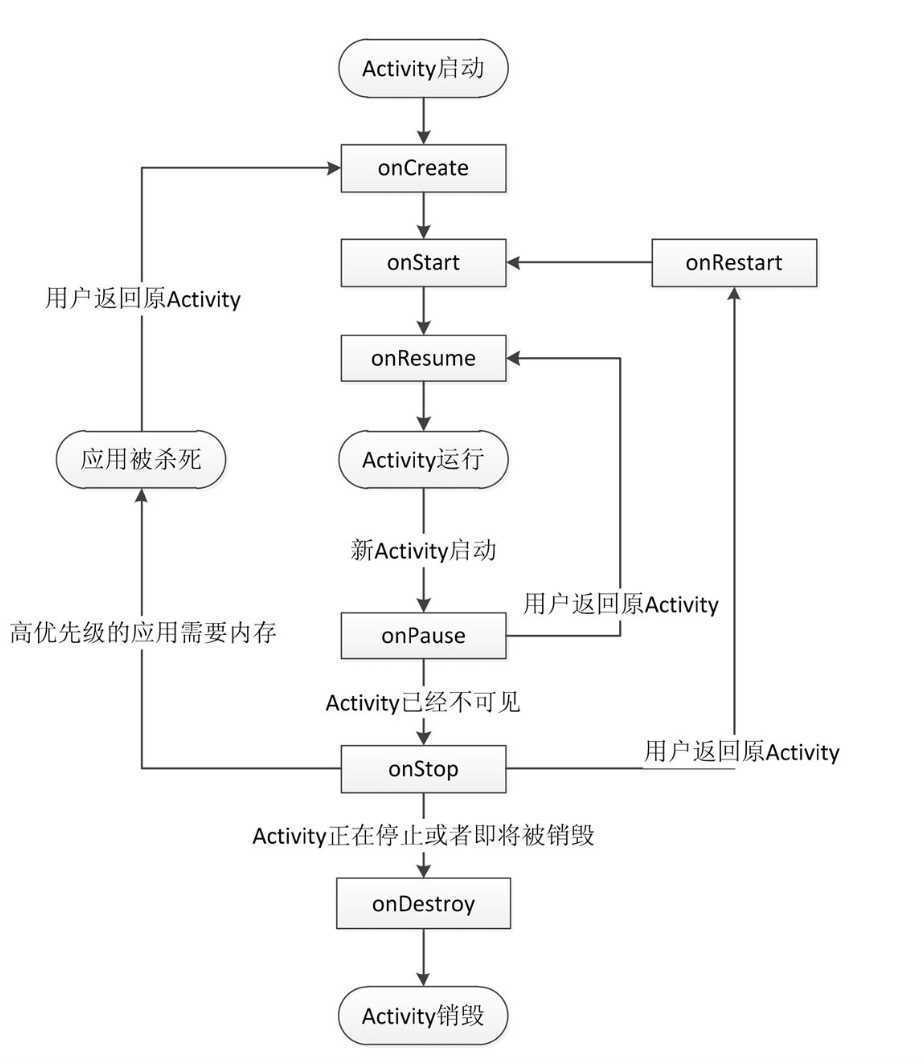 Activity启动
onCreate
onStart
onRestart
用户返回原Activity
onResume
应用被杀死
Activity运行
新Activity启动
用户返回原Activity
高优先级的应用需要内存
onPause
Activity已经不可见
用户返回原Activity
onStop
Activity正在停止或者即将被销毁
onDestroy
Activity销毁